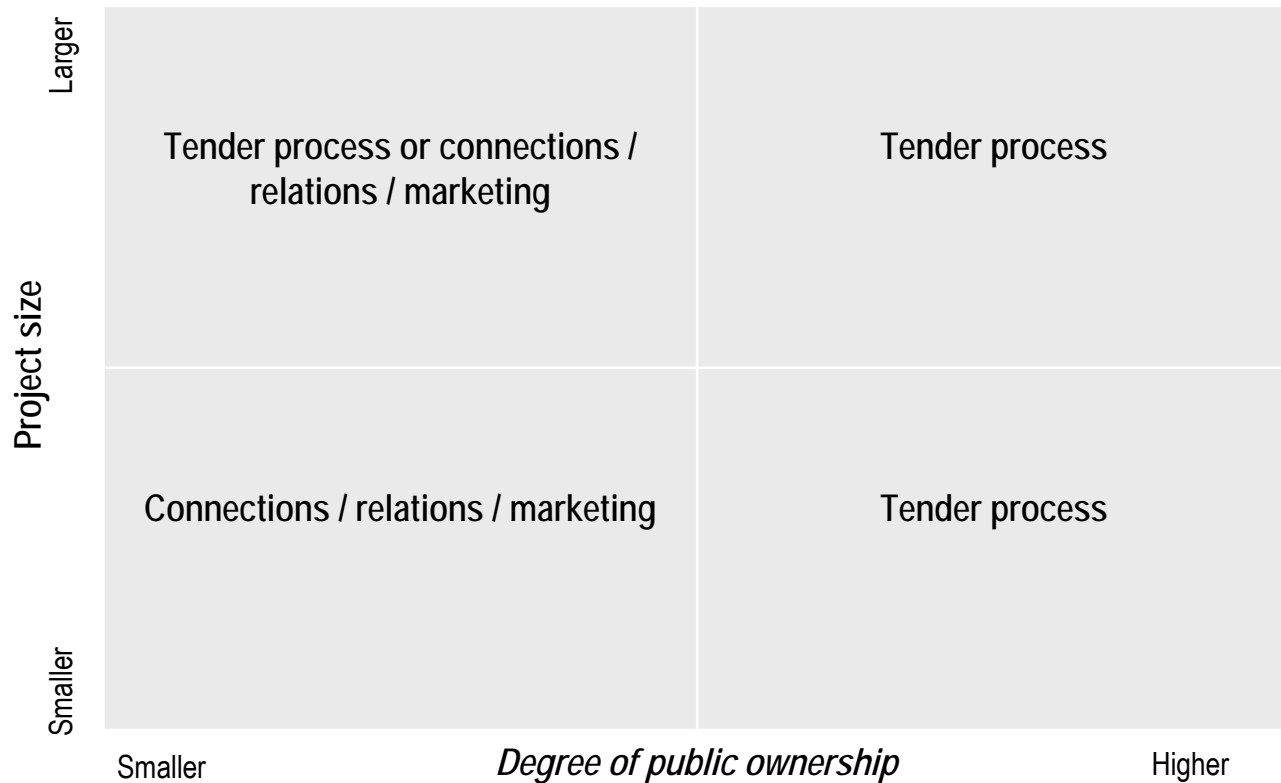 Larger
Tender process or connections /
relations / marketing
Tender process
Project size
Connections / relations / marketing
Tender process
Smaller
Smaller
Degree of public ownership
Higher